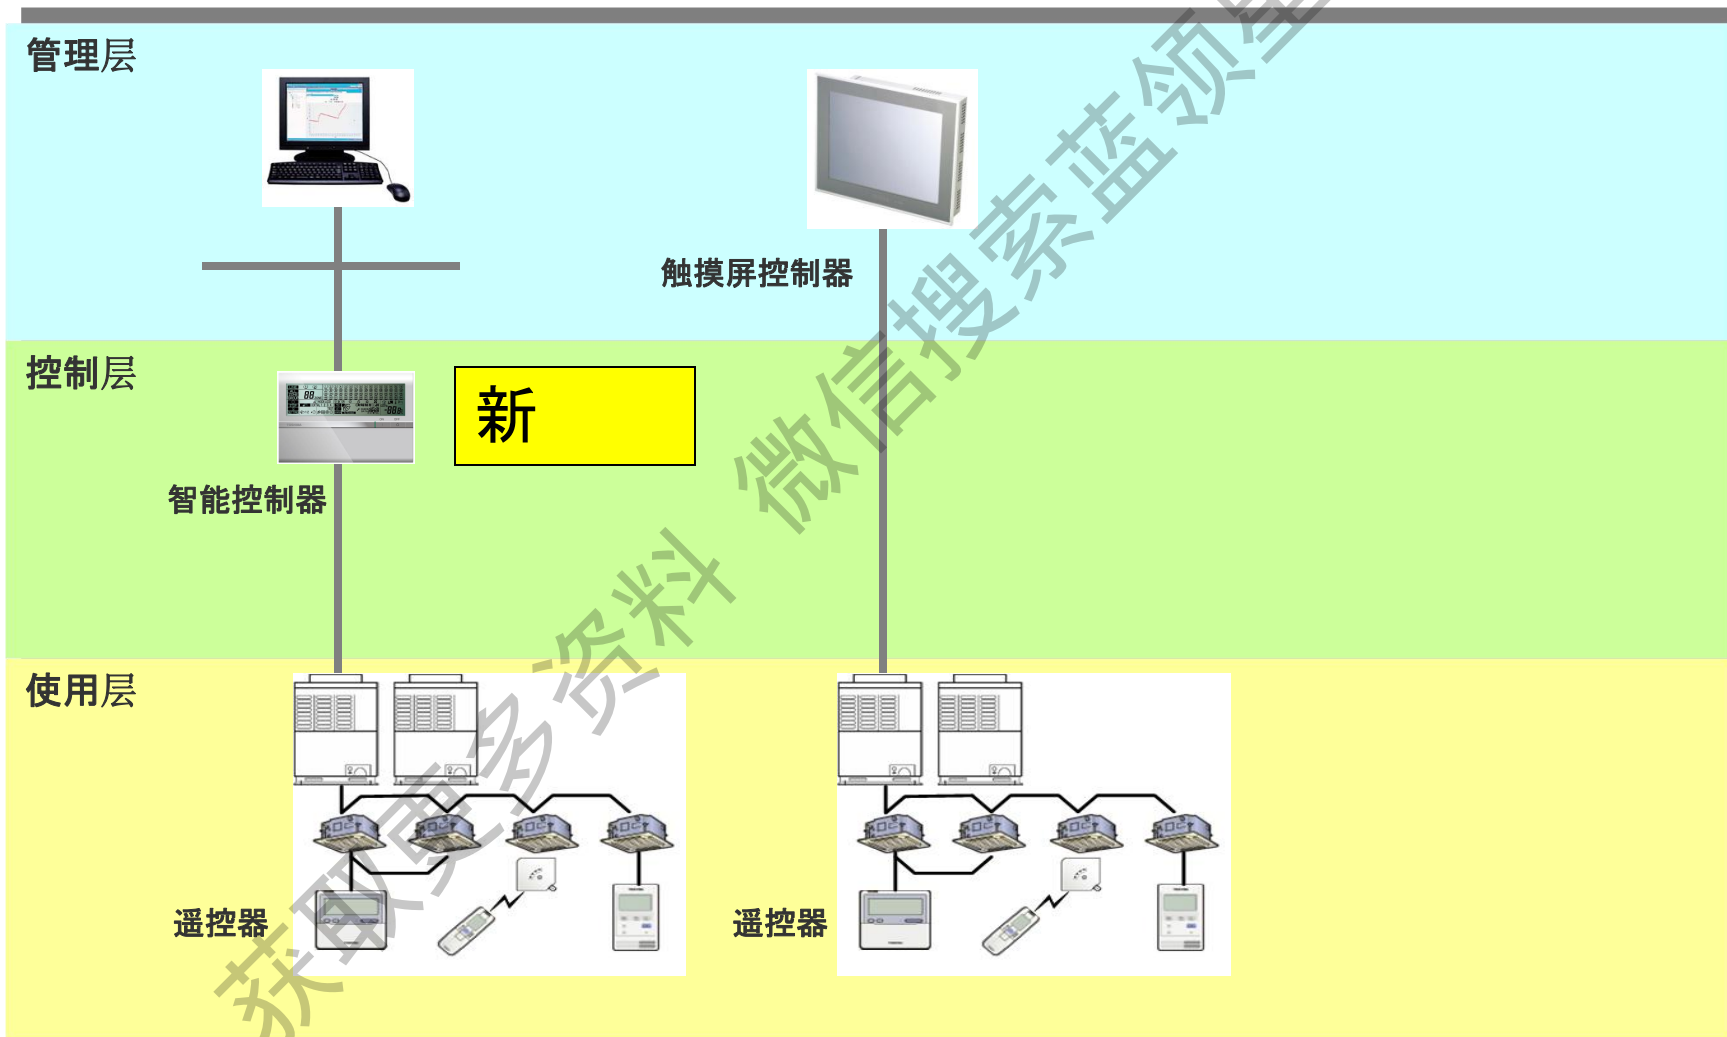 管理层
触摸屏控制器
控制层
新
智能控制器
使用层
遥控器
遥控器
获取更多资料 微信搜索蓝领星